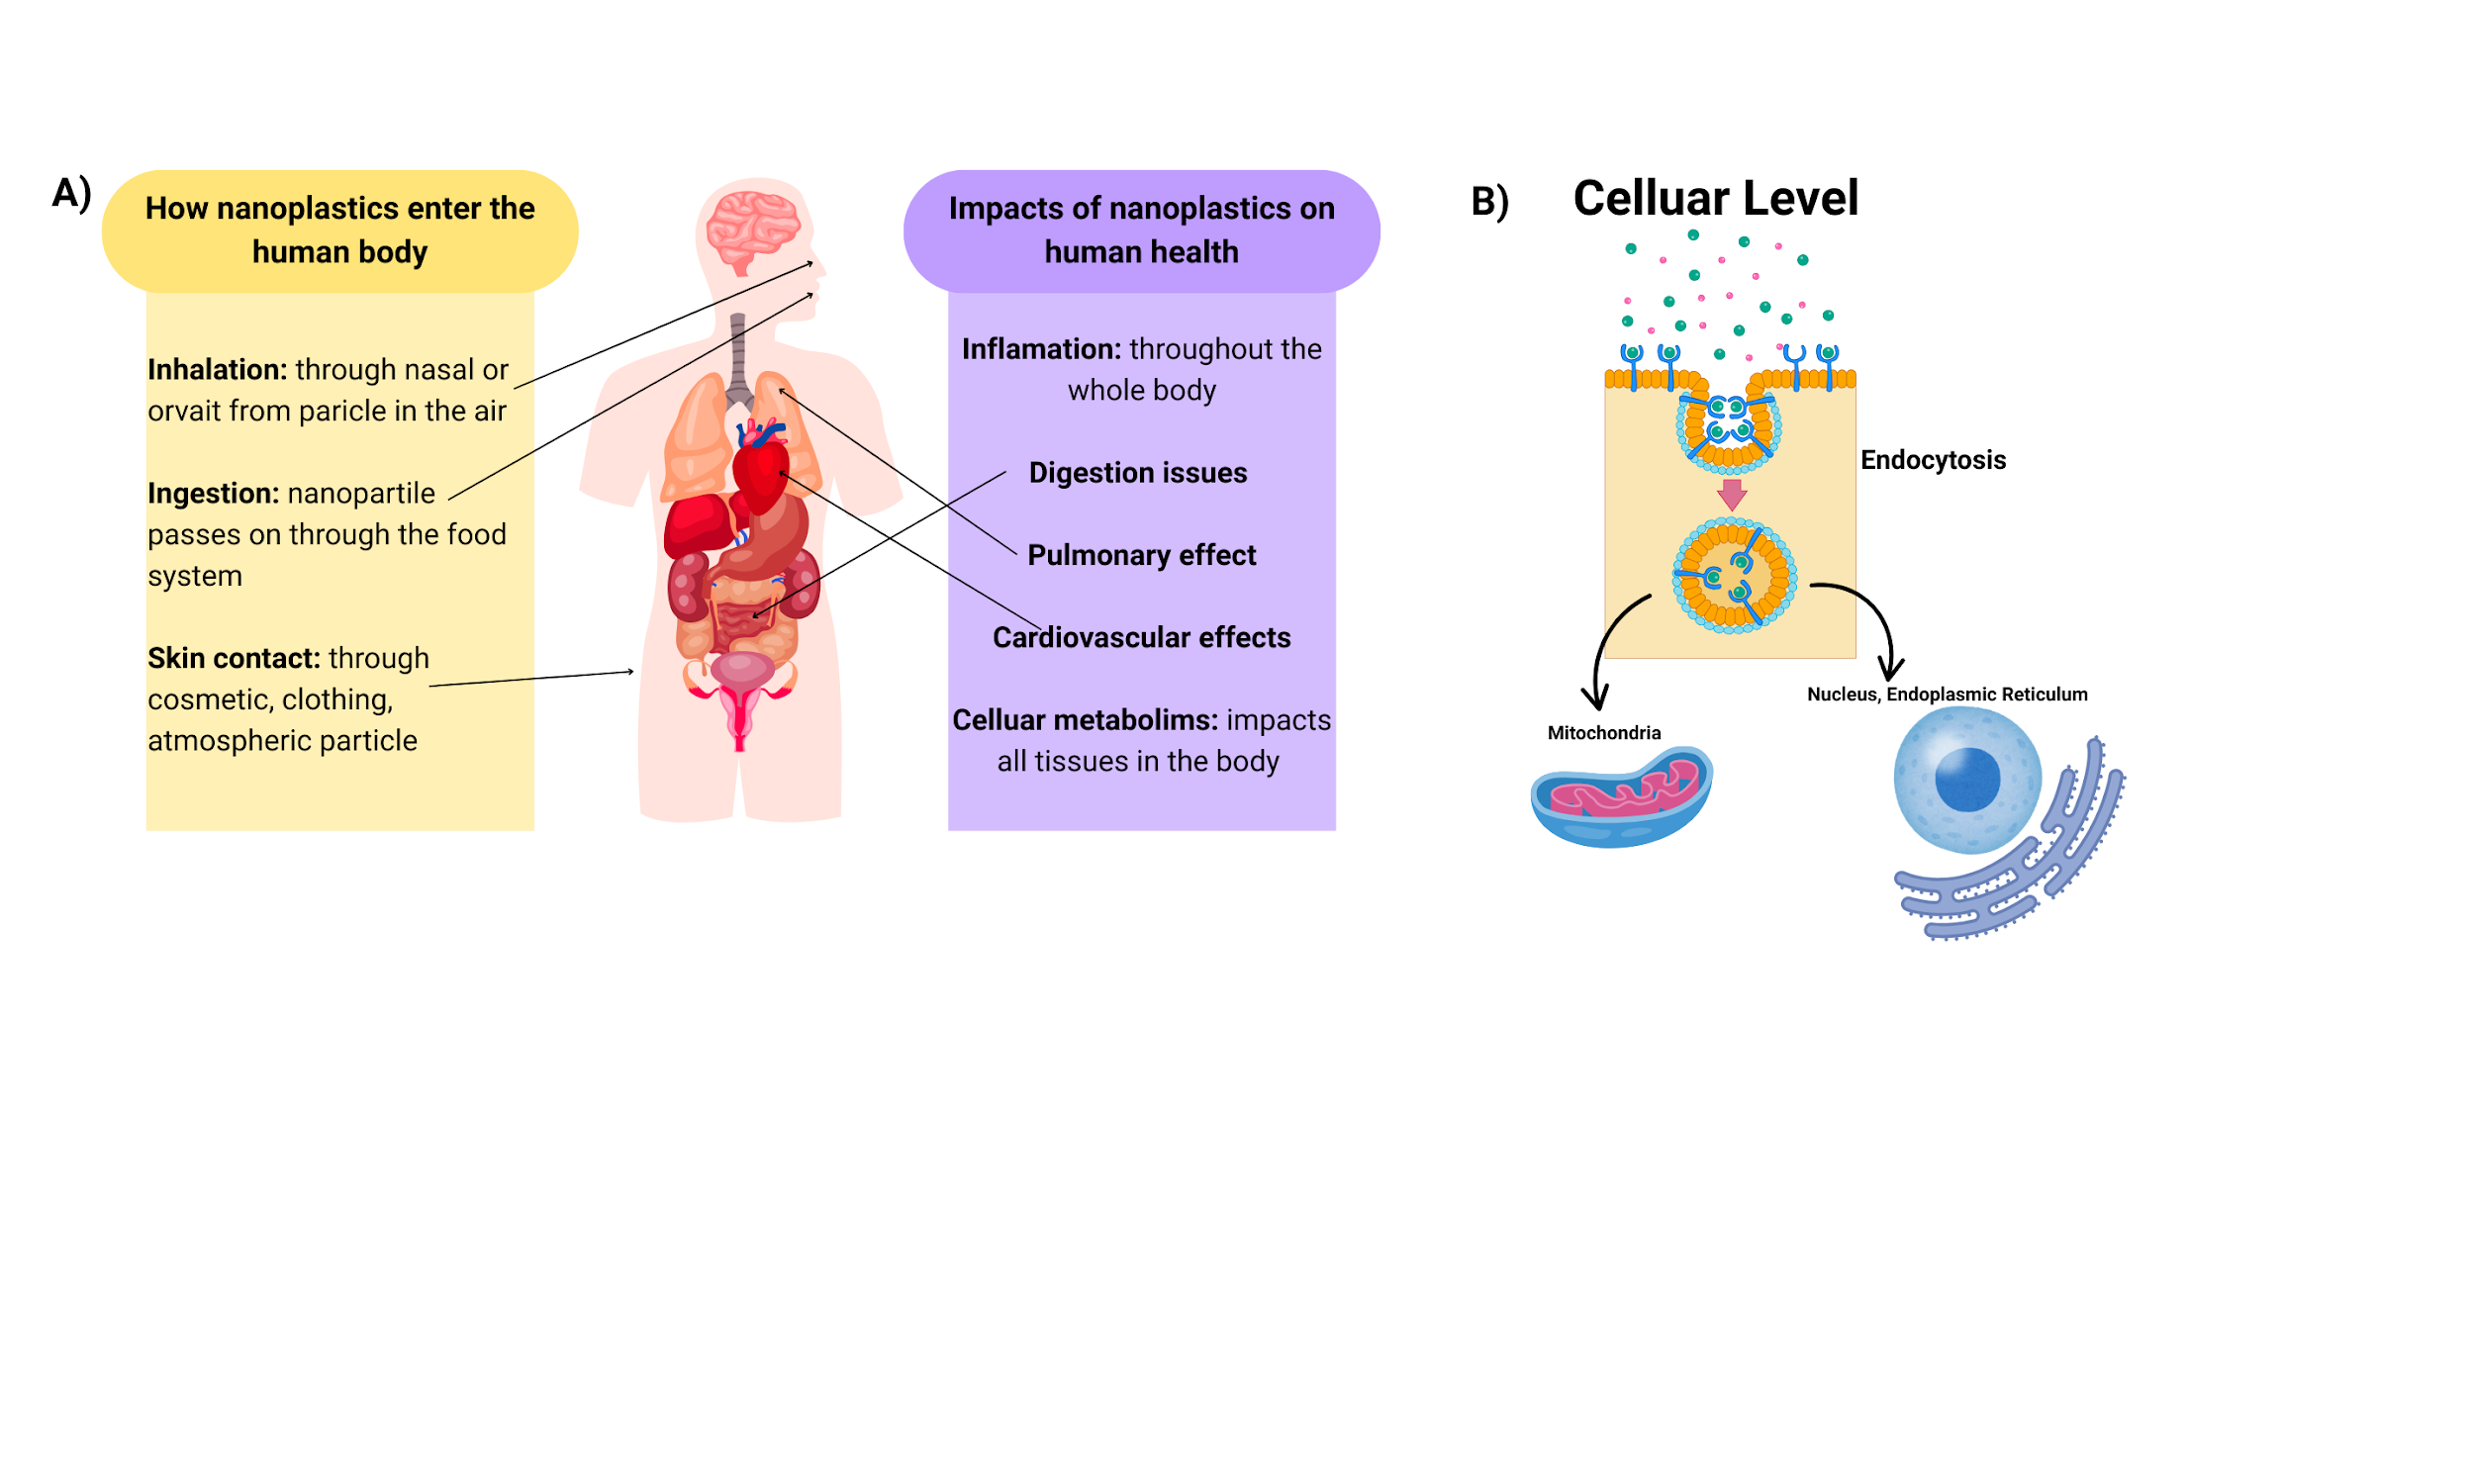 A)
How nanoplastics enter the
human body
Inhalation: through nasal or
orvait from paricle in the air
Ingestion: nanopartile
passes on through the food
system
Skin contact: through
cosmetic, clothing,
atmospheric particle
Impacts of nanoplastics on
human health
Inflamation: throughout the
whole body
Digestion issues
Pulmonary effect
Cardiovascular effects
Celluar metabolims: impacts
all tissues in the body
B)
Celluar Level
Endocytosis
Nucleus, Endoplasmic Reticulum
Mitochondria